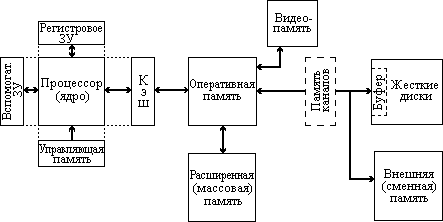 Регистровое
ЗУ
Вспомогат.
ЗУ
Процессор
(ядро)
Управляющая
память
К
э
ш
Оперативная
память
Видео-
память
Расширенная
(массовая)
память
Память
каналов
Буфер
Жесткие
диски
Внешняя
(сменная)
память